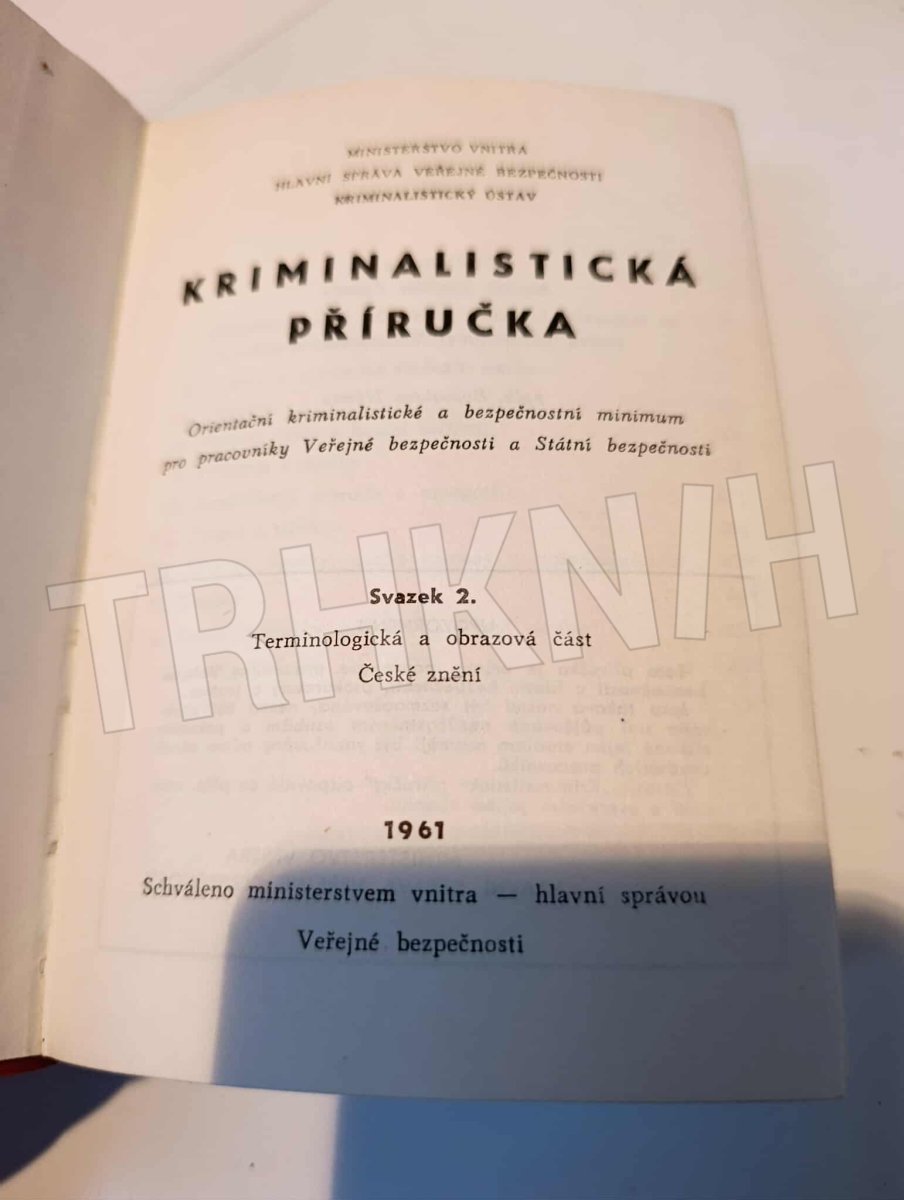 MINISTERSTVO VNITRA
HLAVNÍ SPRÁVA VEŘEJNÉ BEZPEČNOSTI
KRIMINALISTICKÝ ÚSTAV
KRIMINALISTICKÁ
PŘÍRUČKA
Orientační kriminalistické a bezpečnostní minimum
pro pracovníky Veřejné bezpečnosti a Státní bezpečnosti
TRHKNIH
Svazek 2.
Terminologická a obrazová část
České znění
1961
Schváleno ministerstvem vnitra — hlavní správou
Veřejné bezpečnosti